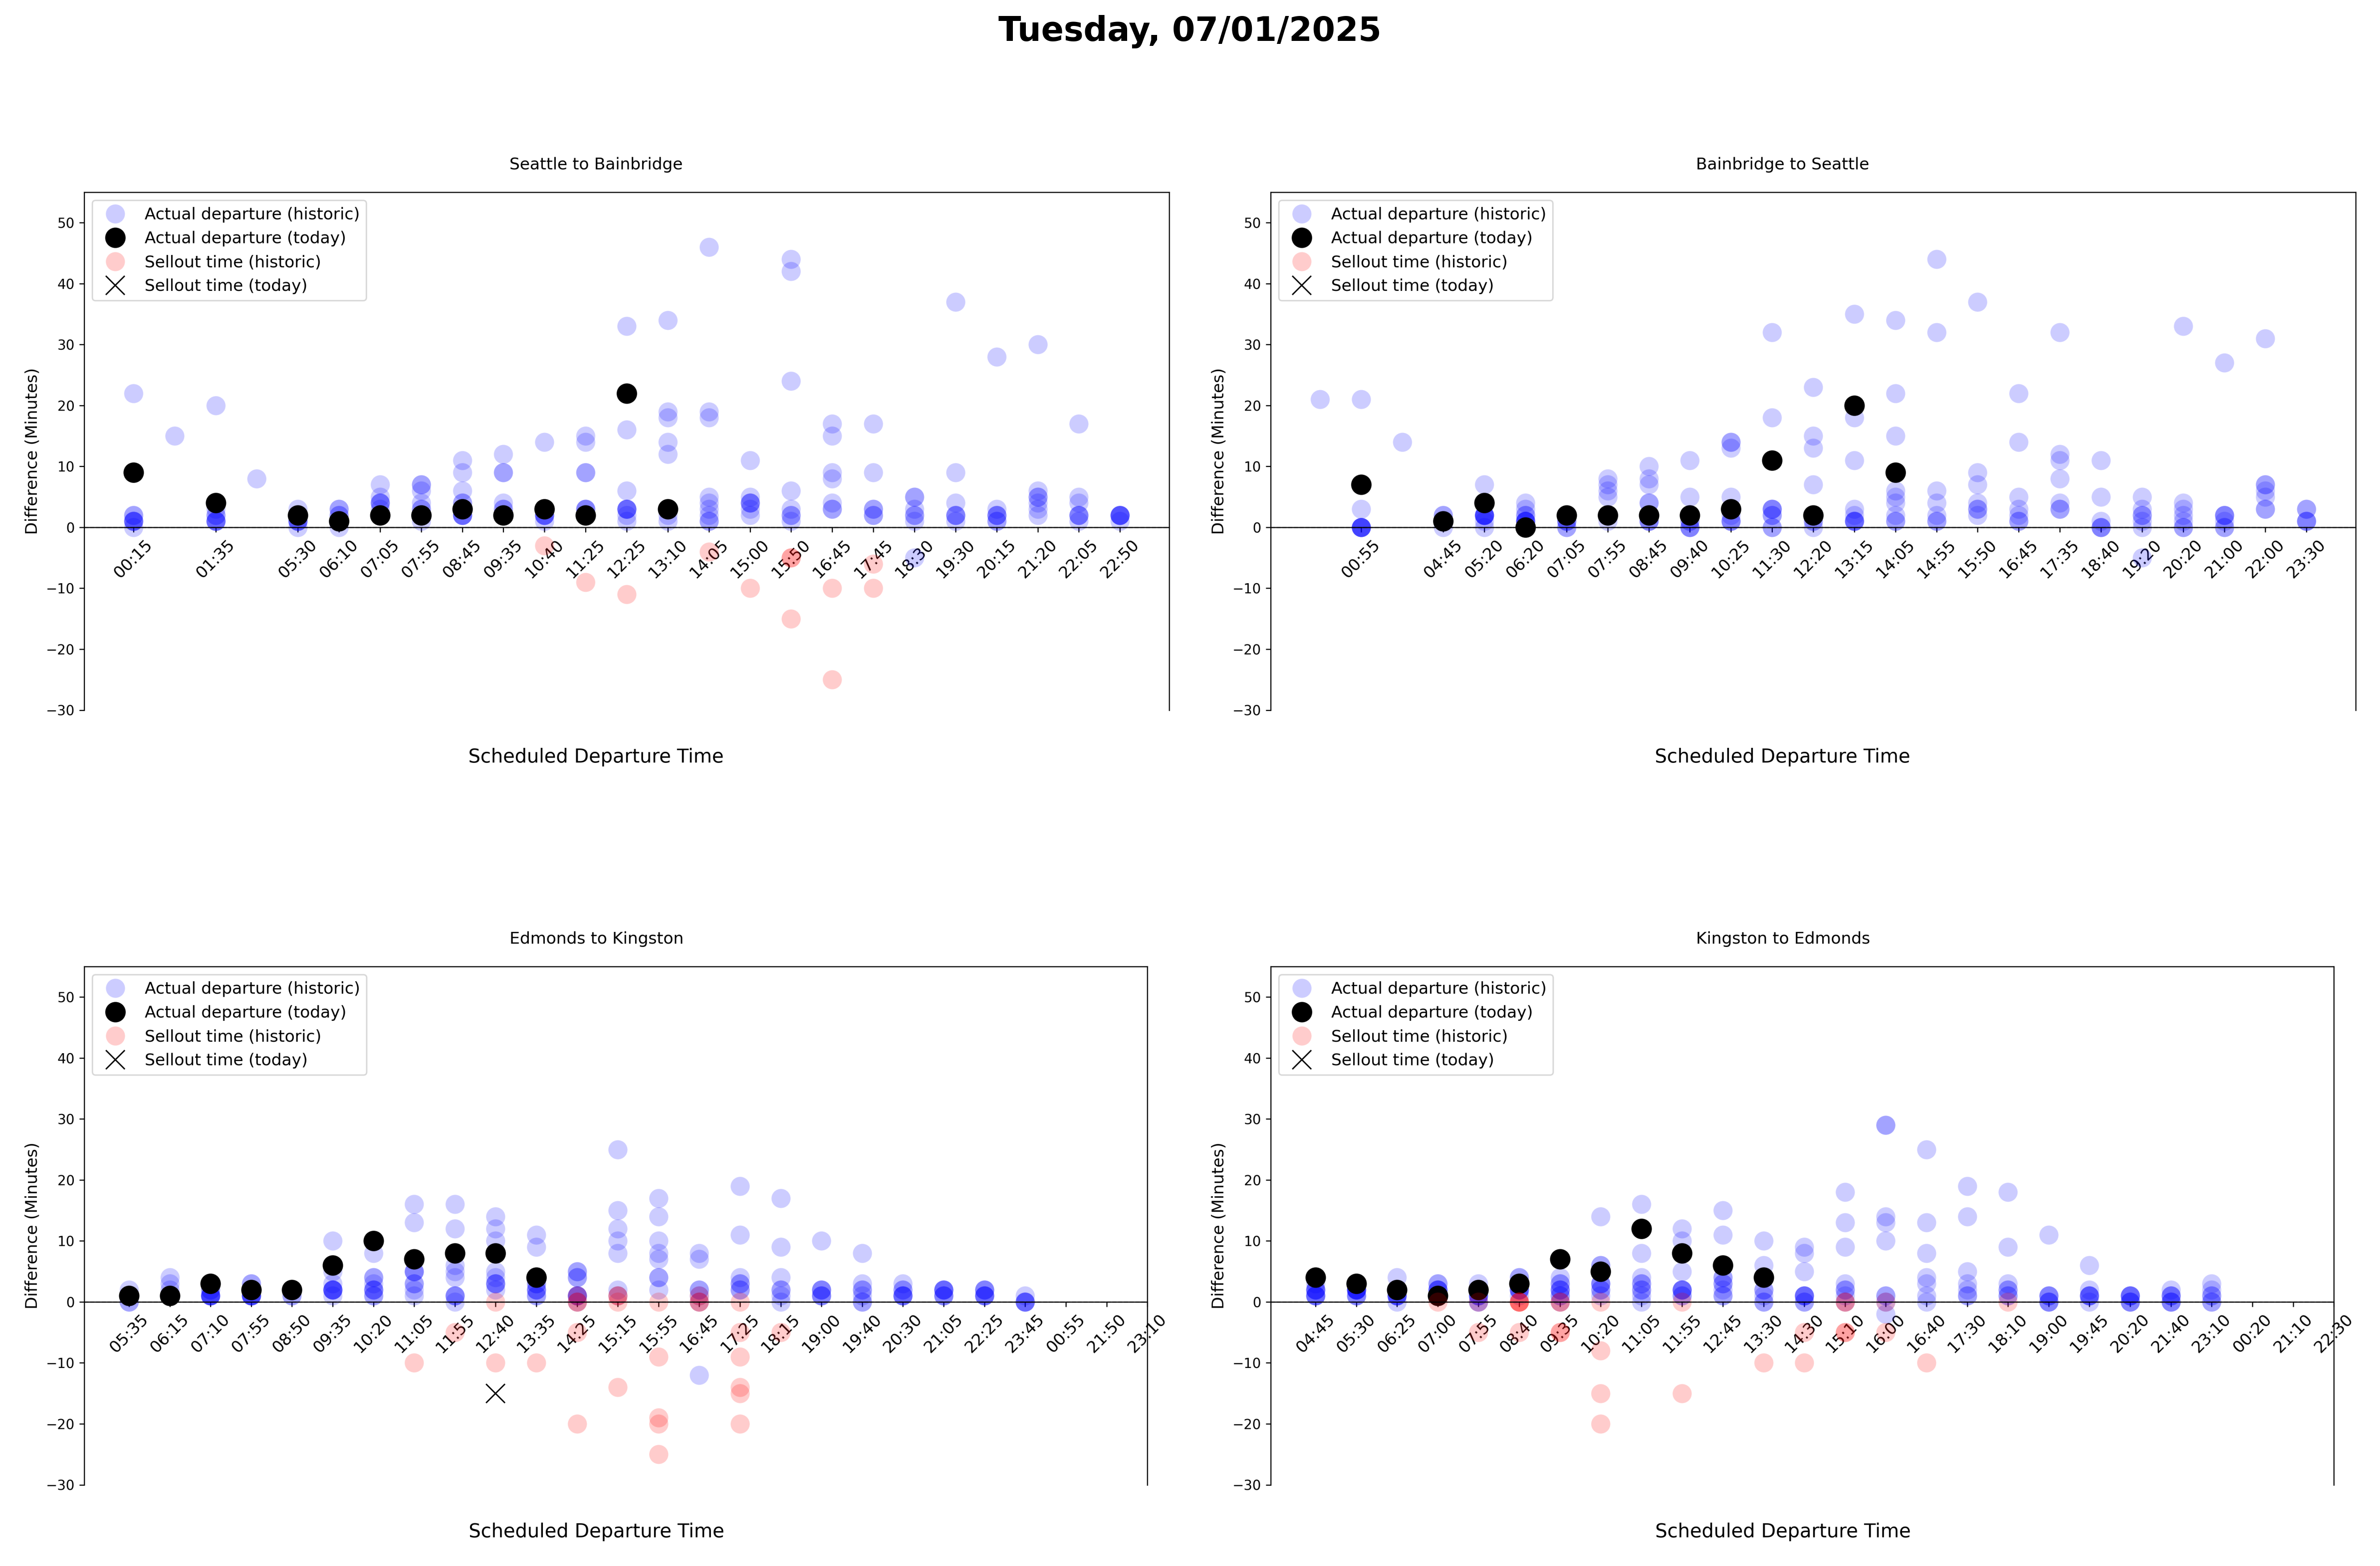 Tuesday, 07/01/2025
Seattle to Bainbridge
Difference (Minutes)
50
40
30
20
10
0
−10
−20
−30
Actual departure (historic)
Actual departure (today)
Sellout time (historic)
Sellout time (today)
00:15 01:35 05:30 06:10 07:05 07:55 08:45 09:35 10:40 11:25 12:25 13:10 14:05 15:00 15:50 16:45 17:45 18:30 19:30 20:15 21:20 22:05 22:50
Scheduled Departure Time
Bainbridge to Seattle
Difference (Minutes)
50
40
30
20
10
0
−10
−20
−30
Actual departure (historic)
Actual departure (today)
Sellout time (historic)
Sellout time (today)
00:55 04:45 05:20 06:20 07:05 07:55 08:45 09:40 10:25 11:30 12:20 13:15 14:05 14:55 15:50 16:45 17:35 18:40 19:20 20:20 21:00 22:00 23:30
Scheduled Departure Time
Edmonds to Kingston
Difference (Minutes)
50
40
30
20
10
0
−10
−20
−30
Actual departure (historic)
Actual departure (today)
Sellout time (historic)
Sellout time (today)
05:35 06:15 07:10 07:55 08:50 09:35 10:20 11:05 11:55 12:40 13:35 14:25 15:15 15:55 16:45 17:25 18:15 19:00 19:40 20:30 21:05 22:25 23:45 00:55 21:50 23:10
Scheduled Departure Time
Kingston to Edmonds
Difference (Minutes)
50
40
30
20
10
0
−10
−20
−30
Actual departure (historic)
Actual departure (today)
Sellout time (historic)
Sellout time (today)
04:45 05:30 06:25 07:00 07:55 08:40 09:35 10:20 11:05 11:55 12:45 13:30 14:30 15:10 16:00 16:40 17:30 18:10 19:00 19:45 20:20 21:40 23:10 00:20 21:10 22:30
Scheduled Departure Time